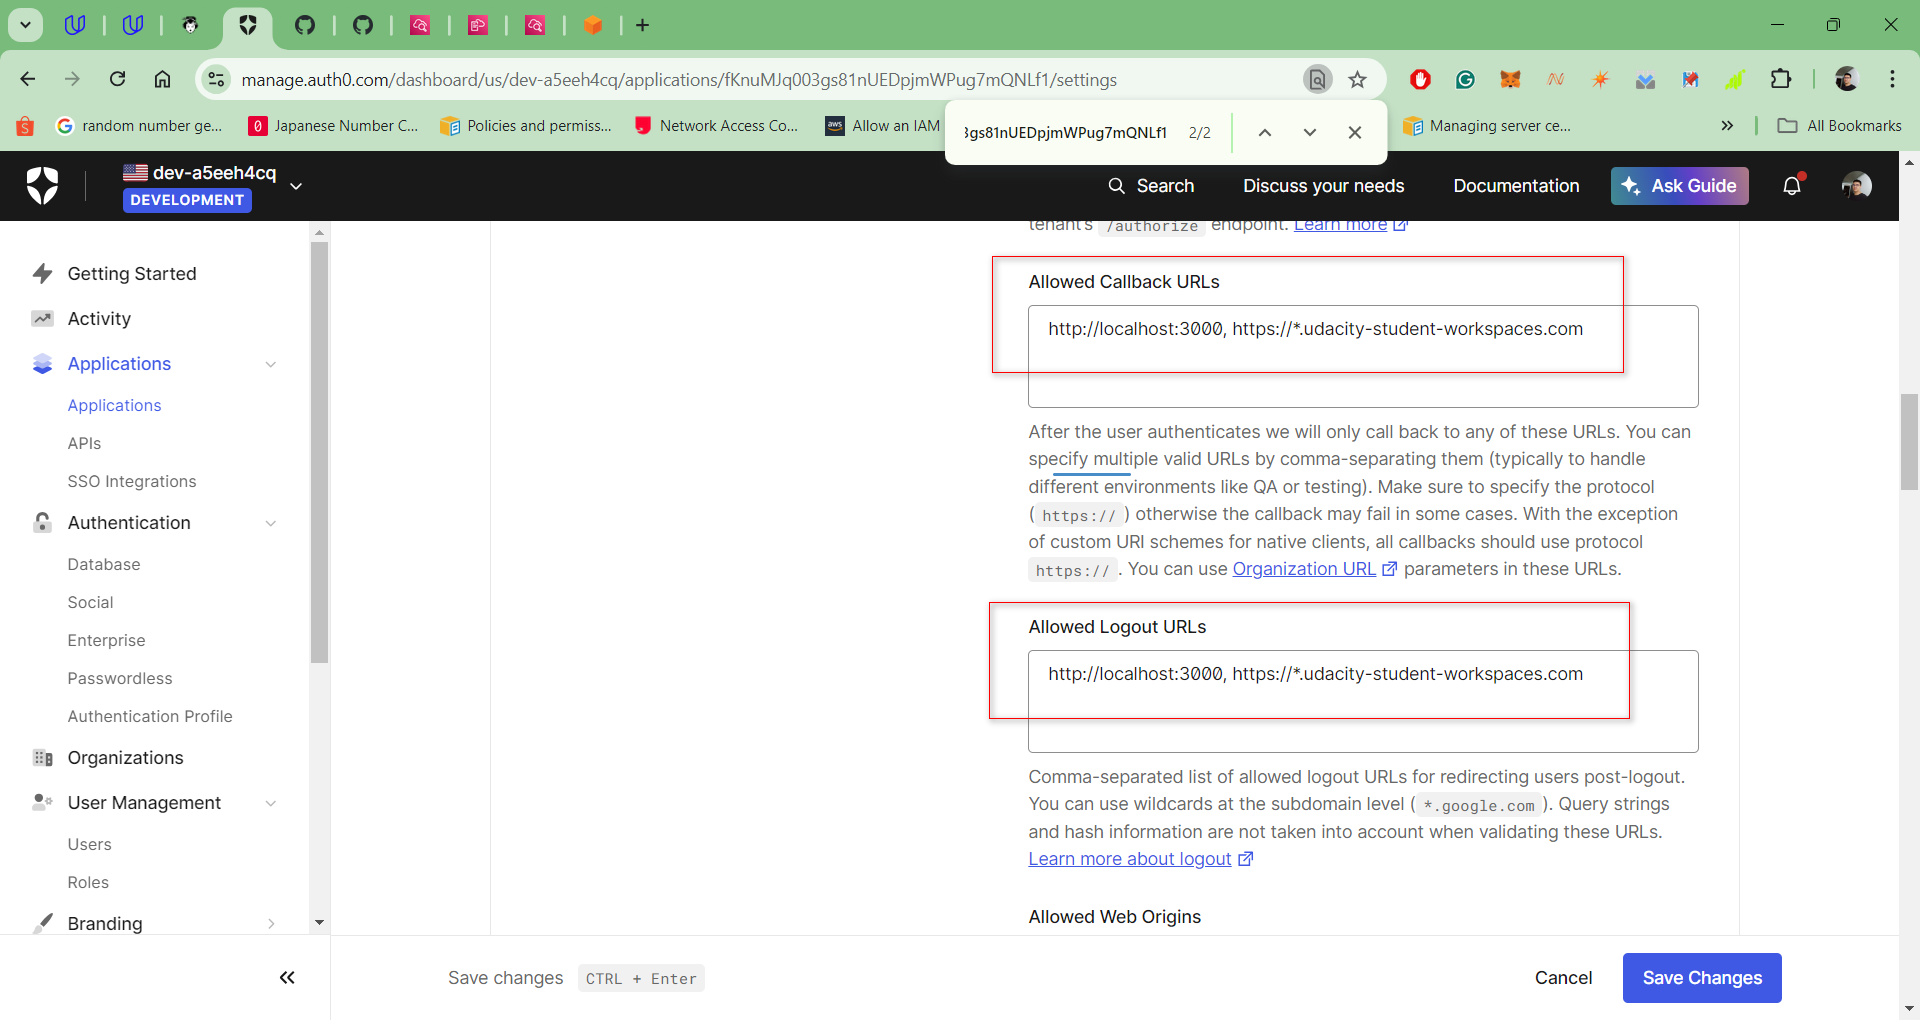 manage.auth0.com/dashboard/us/dev-a5eeh4cq/applications/fKnuMJq003gs81nUEDpjmWPug7mQNLf1/settings
random number ge...
Japanese Number C...
Policies and permiss...
Network Access Co...
aws
Allow an IAM
Managing server ce...
All Bookmarks
3gs81nUEDpjmWPug7mQNLf1 2/2
dev-a5eeh4cq
DEVELOPMENT
Search
Discuss your needs
Documentation
Ask Guide
Getting Started
Activity
Applications
Applications
APIs
SSO Integrations
Authentication
Database
Social
Enterprise
Passwordless
Authentication Profile
Organizations
User Management
Users
Roles
Branding
tenant's /authorize endpoint. Learn more
Allowed Callback URLs
http://localhost:3000, https://*.udacity-student-workspaces.com
After the user authenticates we will only call back to any of these URLs. You can
specify multiple valid URLs by comma-separating them (typically to handle
different environments like QA or testing). Make sure to specify the protocol
( https:// ) otherwise the callback may fail in some cases. With the exception
of custom URI schemes for native clients, all callbacks should use protocol
https:// . You can use Organization URL parameters in these URLs.
Allowed Logout URLs
http://localhost:3000, https://*.udacity-student-workspaces.com
Comma-separated list of allowed logout URLs for redirecting users post-logout.
You can use wildcards at the subdomain level ( *.google.com ). Query strings
and hash information are not taken into account when validating these URLs.
Learn more about logout
Allowed Web Origins
Save changes CTRL + Enter
Cancel
Save Changes